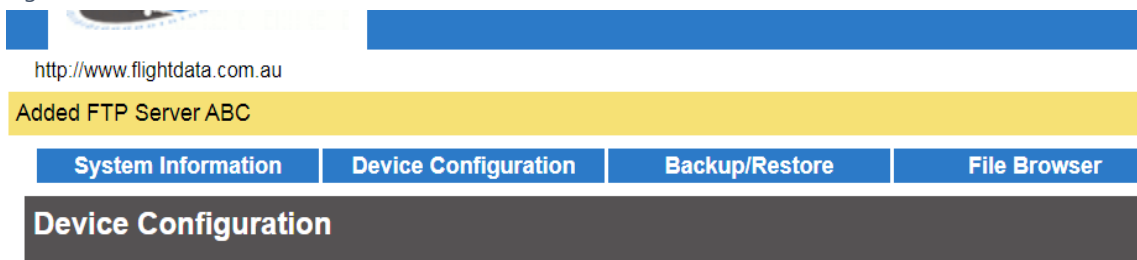 http://www.flightdata.com.au
Added FTP Server ABC
System Information Device Configuration Backup/Restore File Browser
Device Configuration